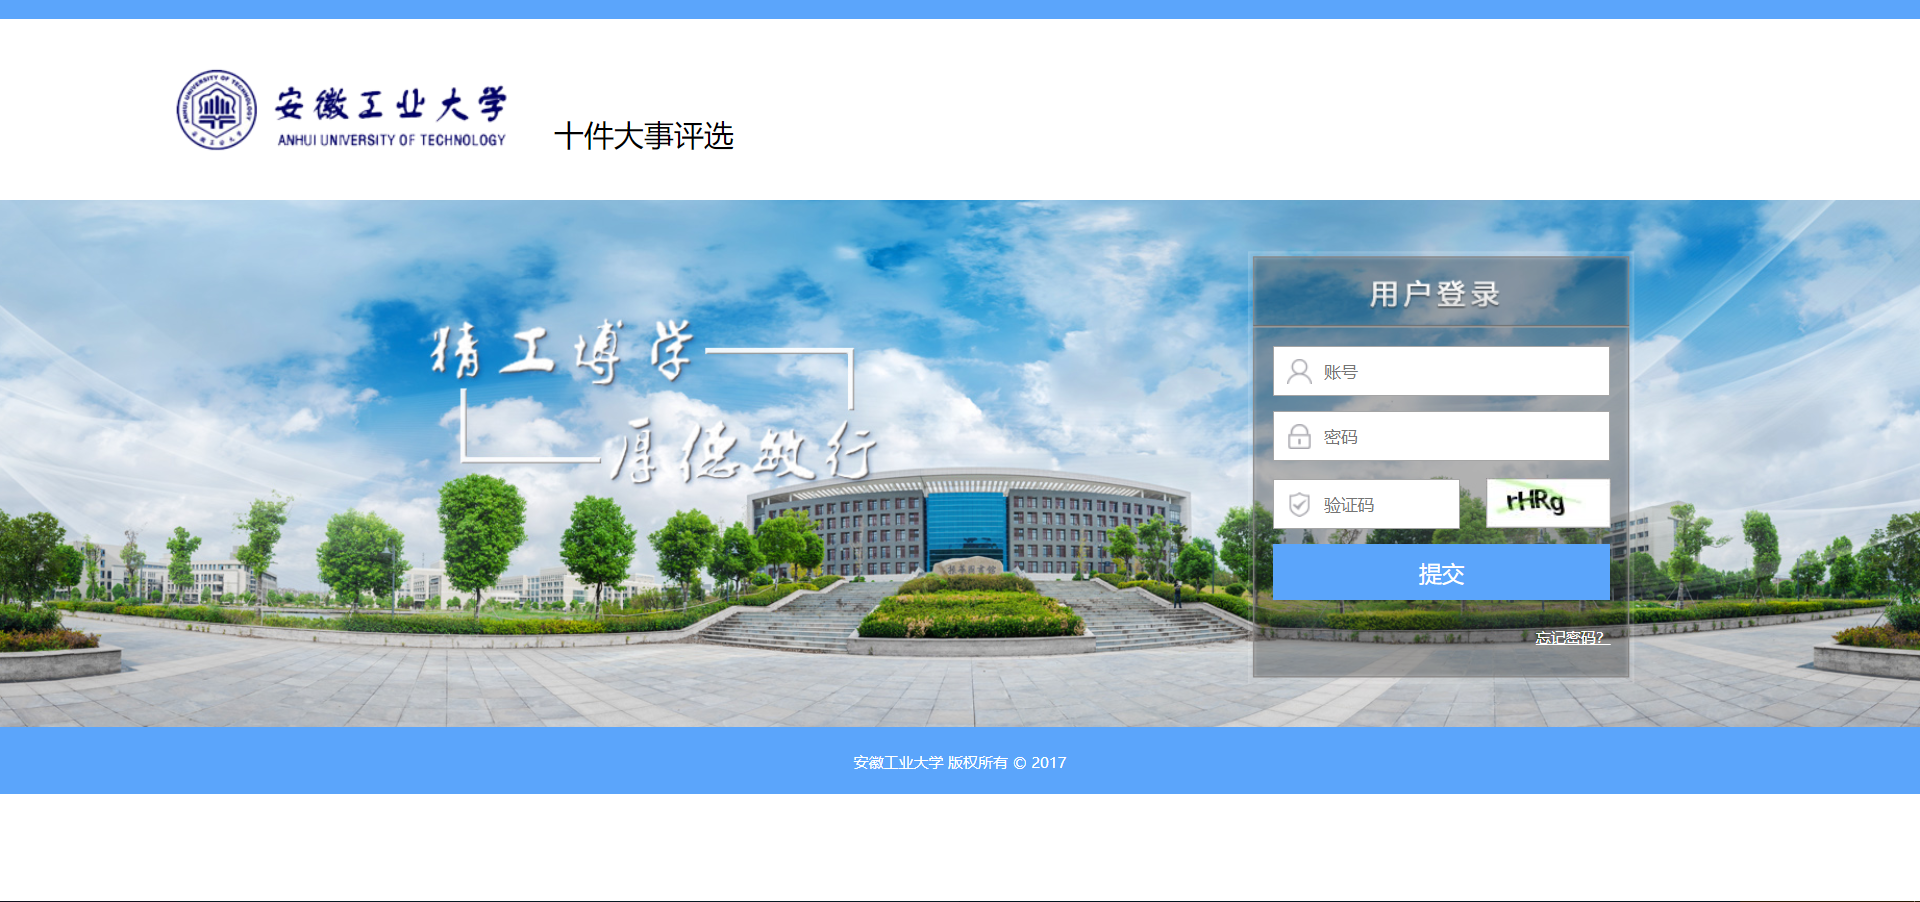 安徽工业大学
ANHUI UNIVERSITY OF TECHNOLOGY
十件大事评选
精工博学
厚德敏行
用户登录
账号
密码
验证码
rHRg
提交
忘记密码?
安徽工业大学 版权所有 © 2017